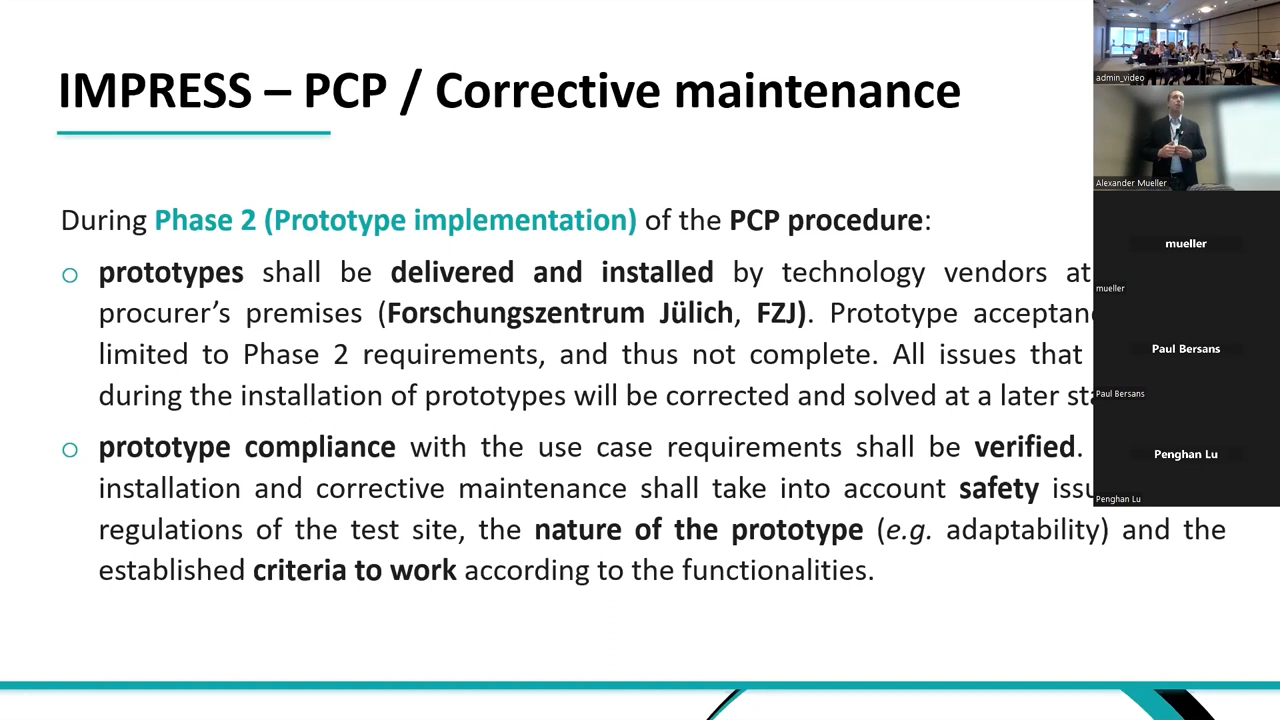 IMPRESS – PCP / Corrective maintenance
During Phase 2 (Prototype implementation) of the PCP procedure:
o prototypes shall be delivered and installed by technology vendors at
procurer’s premises (Forschungszentrum Jülich, FZJ). Prototype
limited to Phase 2 requirements, and thus not complete. All issues that
during the installation of prototypes will be corrected and solved at a later
o prototype compliance with the use case requirements shall be verified.
installation and corrective maintenance shall take into account safety
regulations of the test site, the nature of the prototype (e.g. adaptability) and the
established criteria to work according to the functionalities.
admin_video
Alexander Mueller
mueller
mueller
Paul Bersans
Paul Bersans
Penghan Lu
Penghan Lu